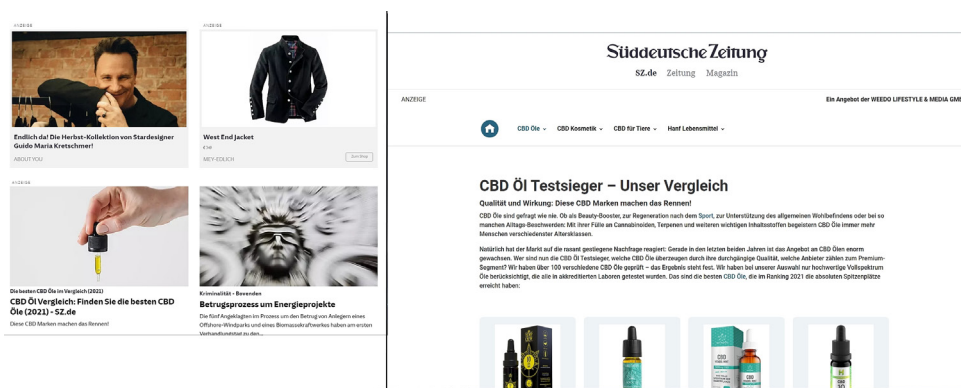 ANZEIGE
ANZEIGE
Endlich da! Die Herbst-Kollektion von Stardesigner
Guido Maria Kretschmer!
ABOUT YOU
West End Jacket
MEY-EDLICH
Zum Shop
ANZEIGE
Die besten CBD Öle im Vergleich (2021)
CBD Öl Vergleich: Finden Sie die besten CBD
Öle (2021) - SZ.de
Diese CBD Marken machen das Rennen!
Kriminalität - Bovenden
Betrugsprozess um Energieprojekte
Die fünf Angeklagten im Prozess um den Betrug von Anlegern eines
Offshore-Windparks und eines Biomassekraftwerkes haben am ersten
Verhandlungstag zu den...
Süddeutsche Zeitung
SZ.de Zeitung Magazin
ANZEIGE
Ein Angebot der WEEDO LIFESTYLE & MEDIA GMB
CBD Öle CBD Kosmetik CBD für Tiere Hanf Lebensmittel
CBD Öl Testsieger – Unser Vergleich
Qualität und Wirkung: Diese CBD Marken machen das Rennen!
CBD Öle sind gefragt wie nie. Ob als Beauty-Booster, zur Regeneration nach dem Sport, zur Unterstützung des allgemeinen Wohlbefindens oder bei so
manchen Alltags-Beschwerden: Mit ihrer Fülle an Cannabinoiden, Terpenen und weiteren wichtigen Inhaltsstoffen begeistern CBD Öle immer mehr
Menschen verschiedenster Altersklassen.
Natürlich hat der Markt auf die rasant gestiegene Nachfrage reagiert: Gerade in den letzten beiden Jahren ist das Angebot an CBD Ölen enorm
gewachsen. Wer sind nun die CBD Öl Testsieger, welche CBD Öle überzeugen durch ihre durchgängige Qualität, welche Anbieter zählen zum Premium-
Segment? Wir haben über 100 verschiedene CBD Öle geprüft – das Ergebnis steht fest. Wir haben bei unserer Auswahl nur hochwertige Vollspektrum
Öle berücksichtigt, die alle in akkreditierten Laboren getestet wurden. Das sind die besten CBD Öle, die im Ranking 2021 die absoluten Spitzenplätze
erreicht haben:
CBD
CBD